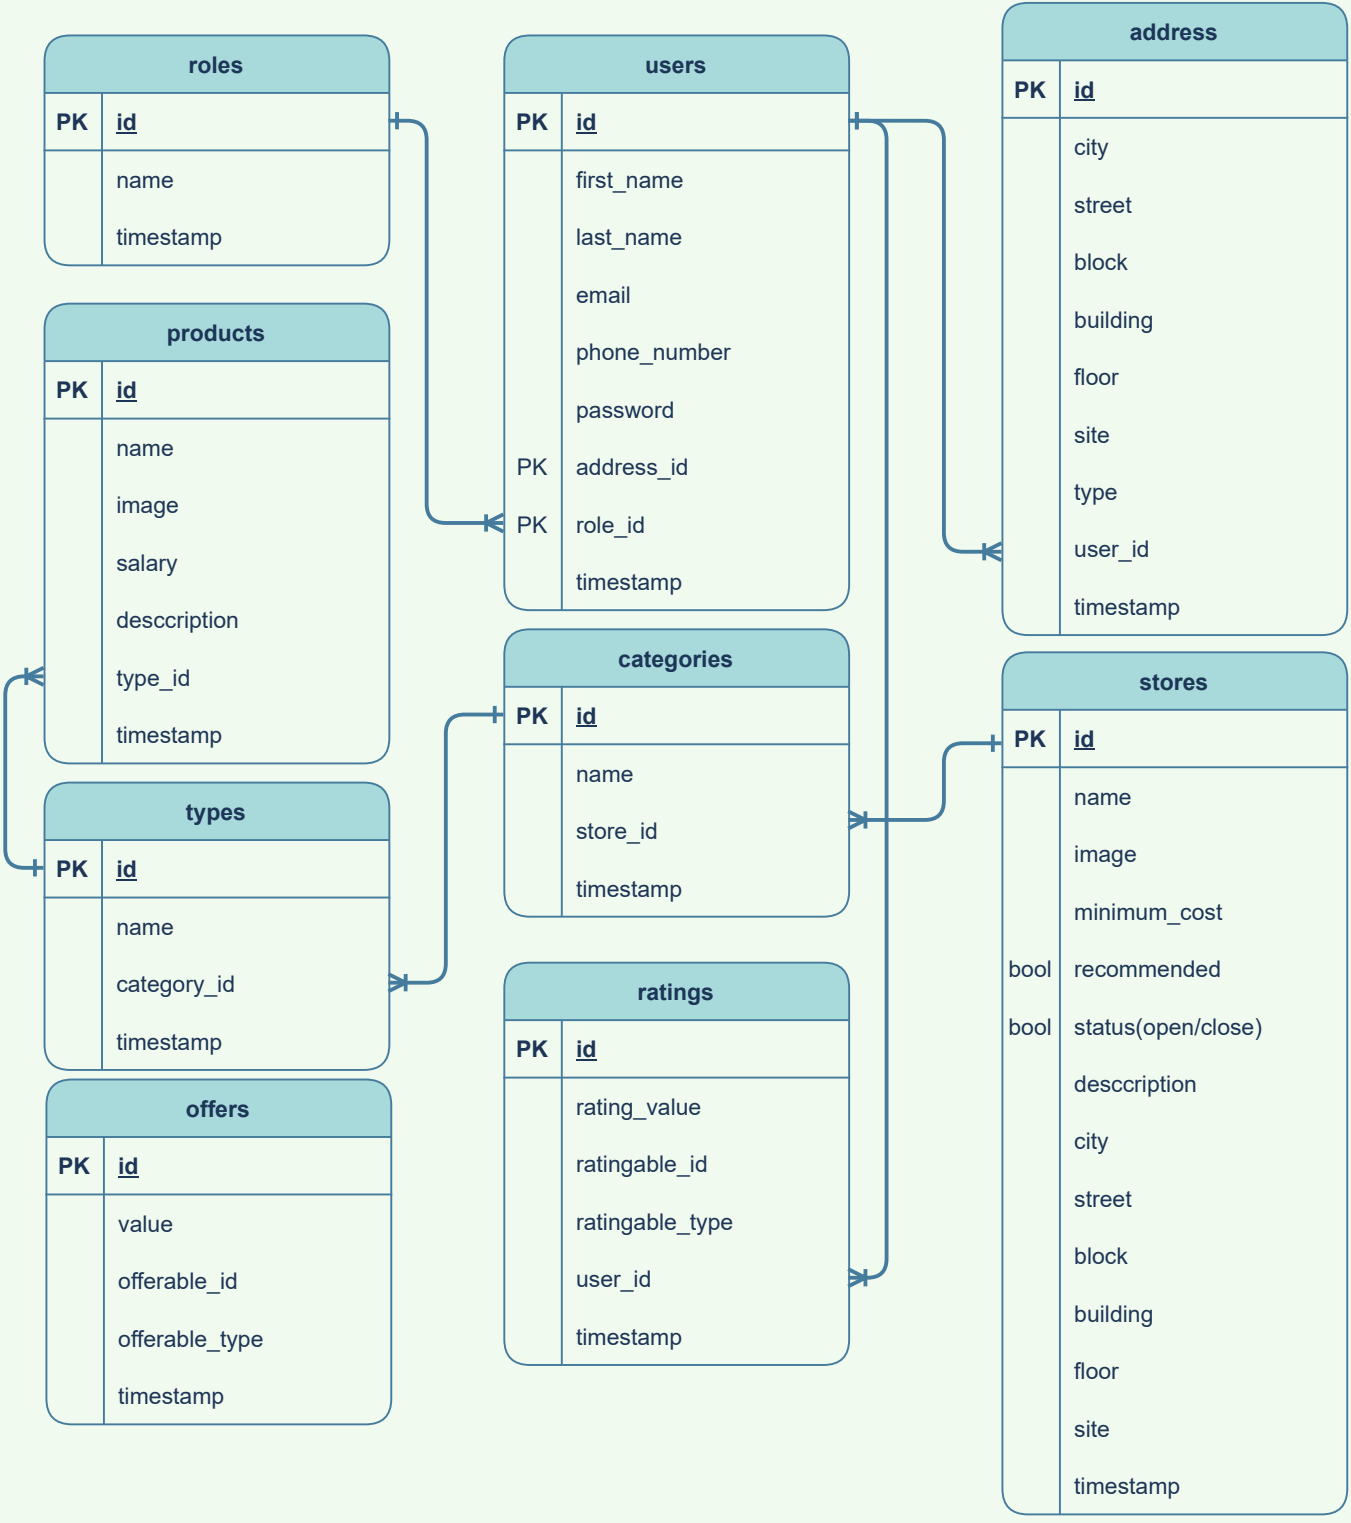 roles
PK id
name
timestamp
products
PK id
name
image
salary
desccription
type_id
timestamp
types
PK id
name
category_id
timestamp
offers
PK id
value
offerable_id
offerable_type
timestamp
users
PK id
first_name
last_name
email
phone_number
password
PK address_id
PK role_id
timestamp
categories
PK id
name
store_id
timestamp
ratings
PK id
rating_value
ratingable_id
ratingable_type
user_id
timestamp
address
PK id
city
street
block
building
floor
site
type
user_id
timestamp
stores
PK id
name
image
minimum_cost
bool recommended
bool status(open/close)
desccription
city
street
block
building
floor
site
timestamp